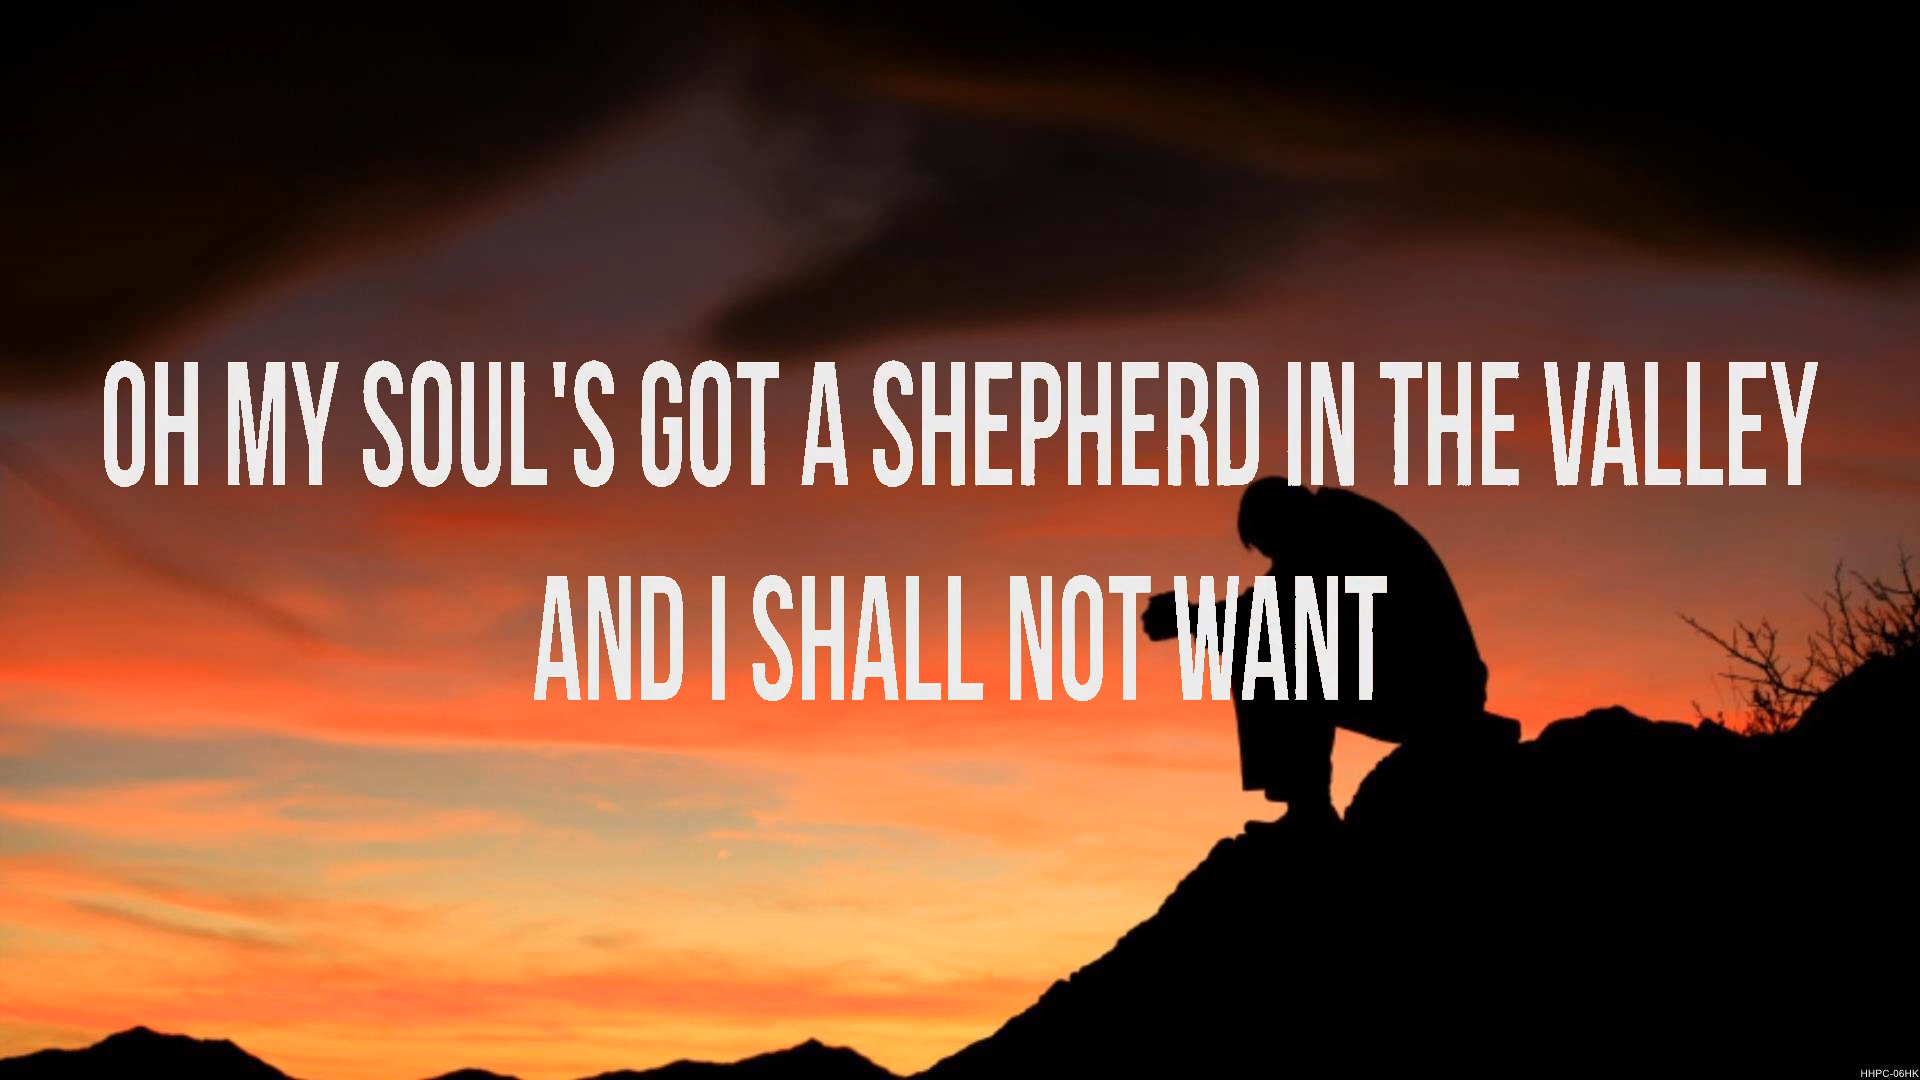 OH MY SOUL'S GOT A SHEPHERD IN THE VALLEY
AND I SHALL NOT WANT
HHPC-06HK